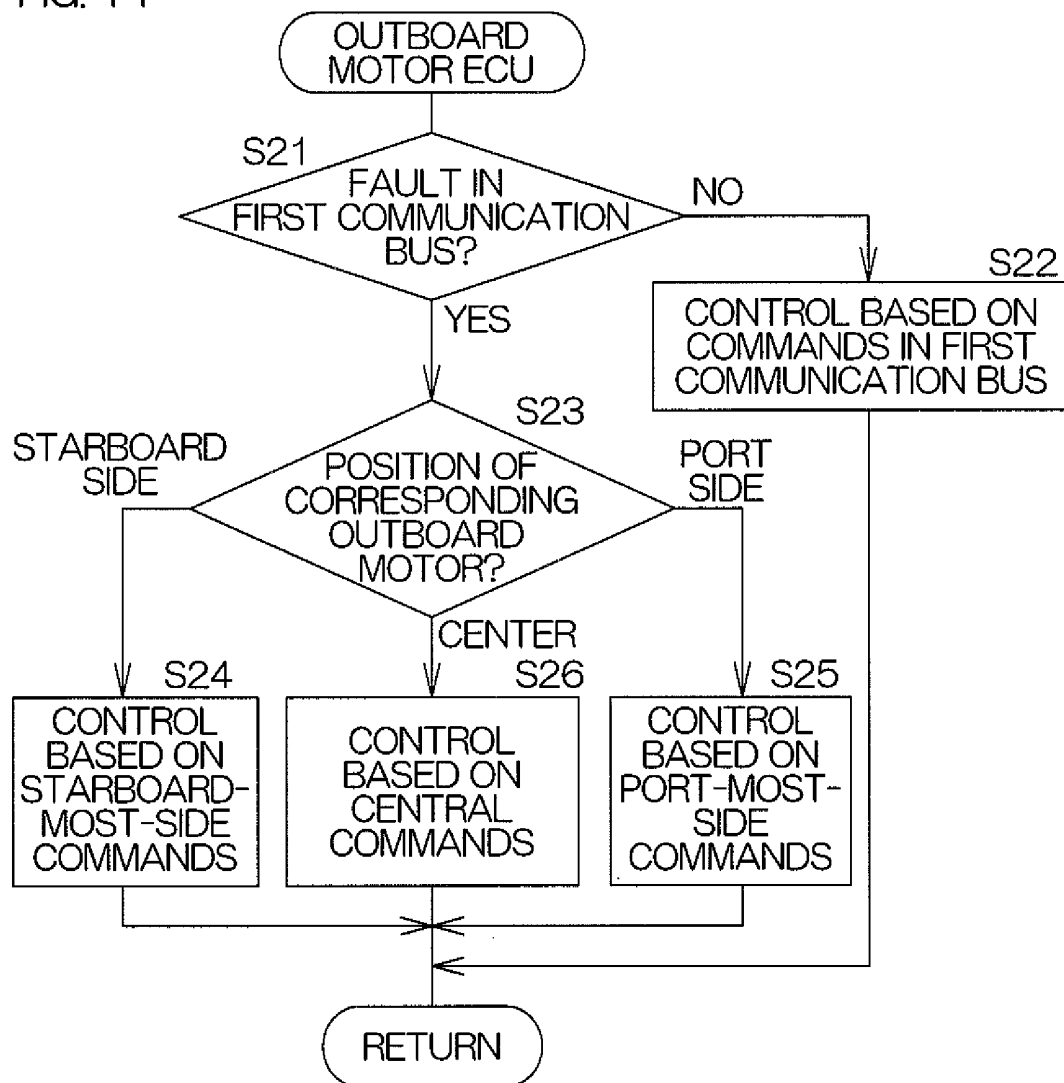 OUTBOARD
MOTOR ECU
S21
FAULT IN
FIRST COMMUNICATION
BUS?
NO
YES
S22
CONTROL BASED ON
COMMANDS IN FIRST
COMMUNICATION BUS
S23
STARBOARD
SIDE
POSITION OF
CORRESPONDING
OUTBOARD
MOTOR?
PORT
SIDE
CENTER
S24
CONTROL
BASED ON
STARBOARD-
MOST-SIDE
COMMANDS
S26
CONTROL
BASED ON
CENTRAL
COMMANDS
S25
CONTROL
BASED ON
PORT-MOST-
SIDE
COMMANDS
RETURN